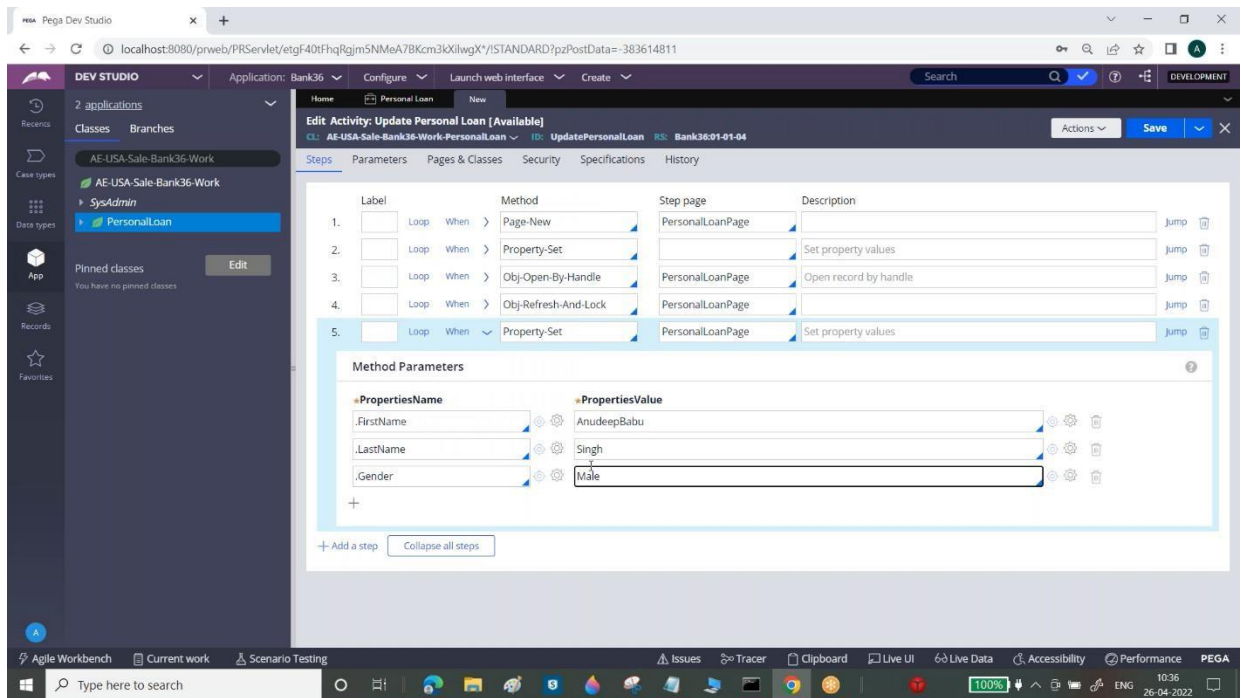 PEGA Pega Dev Studio
localhost:8080/prweb/PRServlet/etgF40tFhqRgjm5NMeA7BKcm3kXilwgX*/!STANDARD?pzPostData=-383614811
A
DEV STUDIO Application: Bank36 Configure Launch web interface Create Search DEVELOPMENT
Recents
Case types
Data types
App
Records
Favorites
A
2 applications
Classes Branches
AE-USA-Sale-Bank36-Work
AE-USA-Sale-Bank36-Work
SysAdmin
PersonalLoan
Pinned classes Edit
You have no pinned classes
Home Personal Loan New
Edit Activity: Update Personal Loan [Available]
CL: AE-USA-Sale-Bank36-Work-PersonalLoan ID: UpdatePersonalLoan RS: Bank36:01-01-04
Actions Save
Steps Parameters Pages & Classes Security Specifications History
Label Method Step page Description
1. Loop When Page-New PersonalLoanPage Jump
2. Loop When Property-Set Set property values Jump
3. Loop When Obj-Open-By-Handle PersonalLoanPage Open record by handle Jump
4. Loop When Obj-Refresh-And-Lock PersonalLoanPage Jump
5. Loop When Property-Set PersonalLoanPage Set property values Jump
Method Parameters
*PropertiesName *PropertiesValue
.FirstName AnudeepBabu
.LastName Singh
.Gender Male
+ Add a step Collapse all steps
Agile Workbench Current work Scenario Testing Issues Tracer Clipboard Live UI Live Data Accessibility Performance PEGA
Type here to search 100% ENG 10:36
26-04-2022